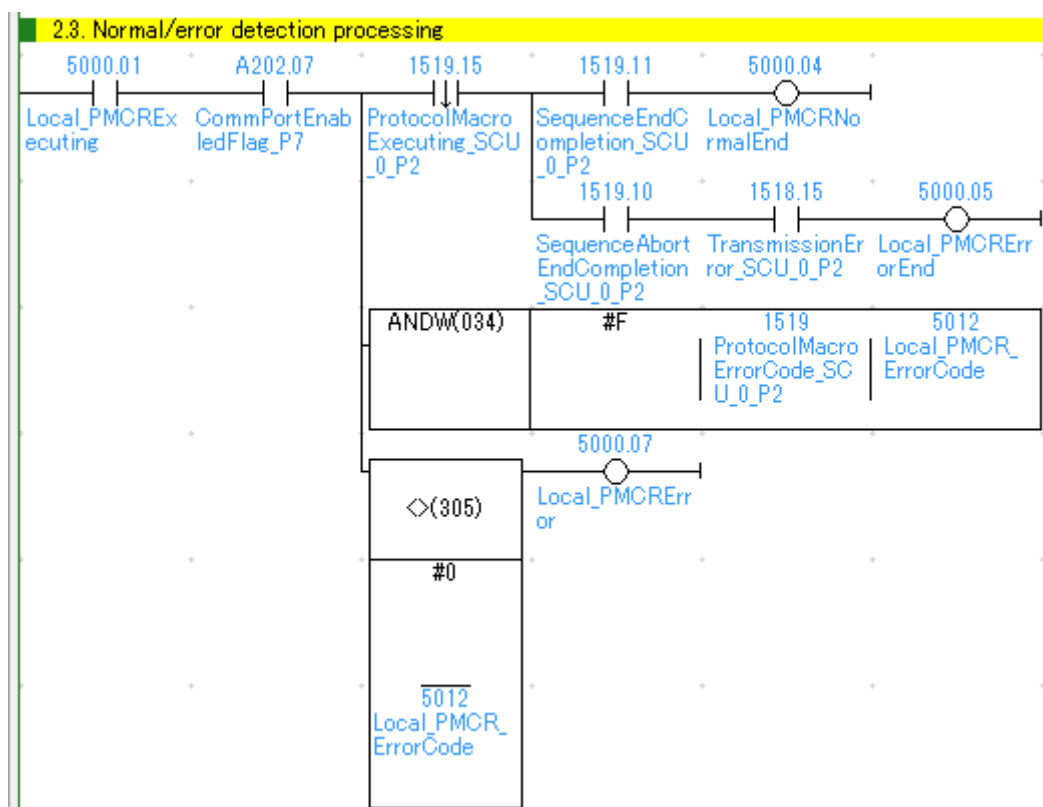 2.3. Normal/error detection processing
5000.01 A202.07 1519.15 1519.11 5000.04
Local_PMCREx CommPortEnab ProtocolMacro SequenceEndC Local_PMCRNo
ecuting ledFlag_P7 Executing_SCU ompletion_SCU rmalEnd
_0_P2 _0_P2
1519.10 1518.15 5000.05
SequenceAbort TransmissionEr Local_PMCRErr
EndCompletion ror_SCU_0_P2 orEnd
_SCU_0_P2
ANDW(034) #F 1519 5012
ProtocolMacro Local_PMCR_
ErrorCode_SC ErrorCode
U_0_P2
5000.07
<>(305) Local_PMCRErr
or
#0
5012
Local_PMCR_
ErrorCode